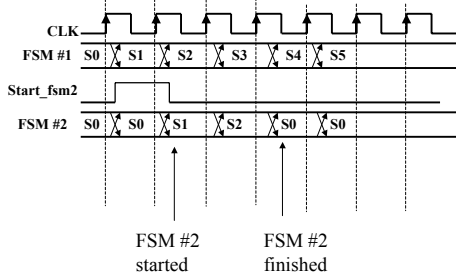 CLK
FSM #1 S0 S1 S2 S3 S4 S5
Start_fsm2
FSM #2 S0 S0 S1 S2 S0 S0
FSM #2 FSM #2
started finished